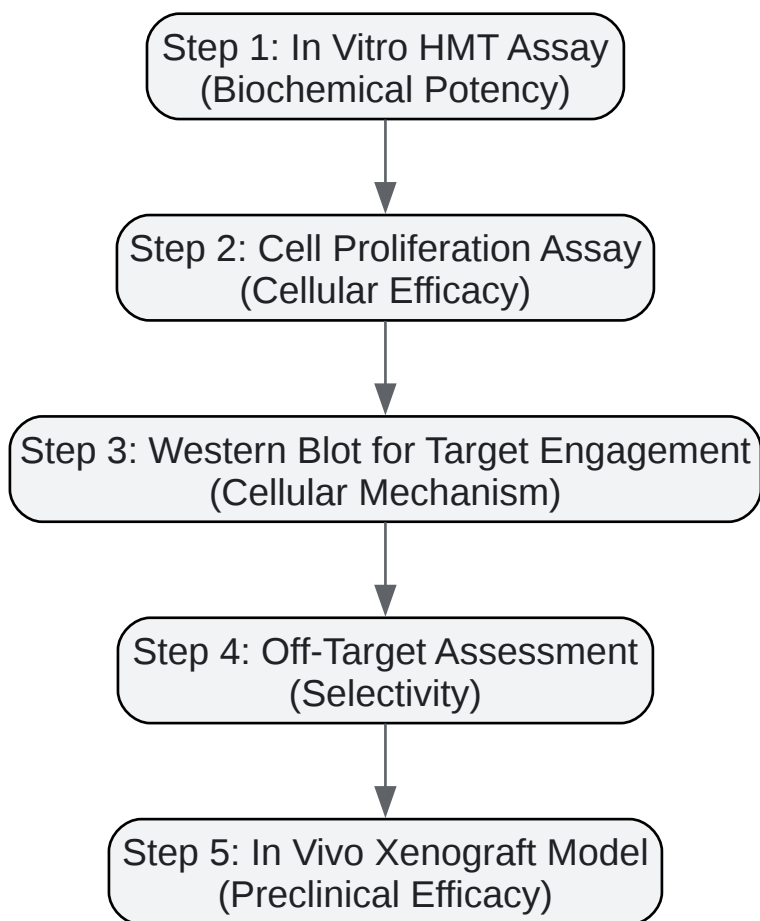 Step 1: In Vitro HMT Assay
(Biochemical Potency)
Step 2: Cell Proliferation Assay
(Cellular Efficacy)
Step 3: Western Blot for Target Engagement
(Cellular Mechanism)
Step 4: Off-Target Assessment
(Selectivity)
Step 5: In Vivo Xenograft Model
(Preclinical Efficacy)